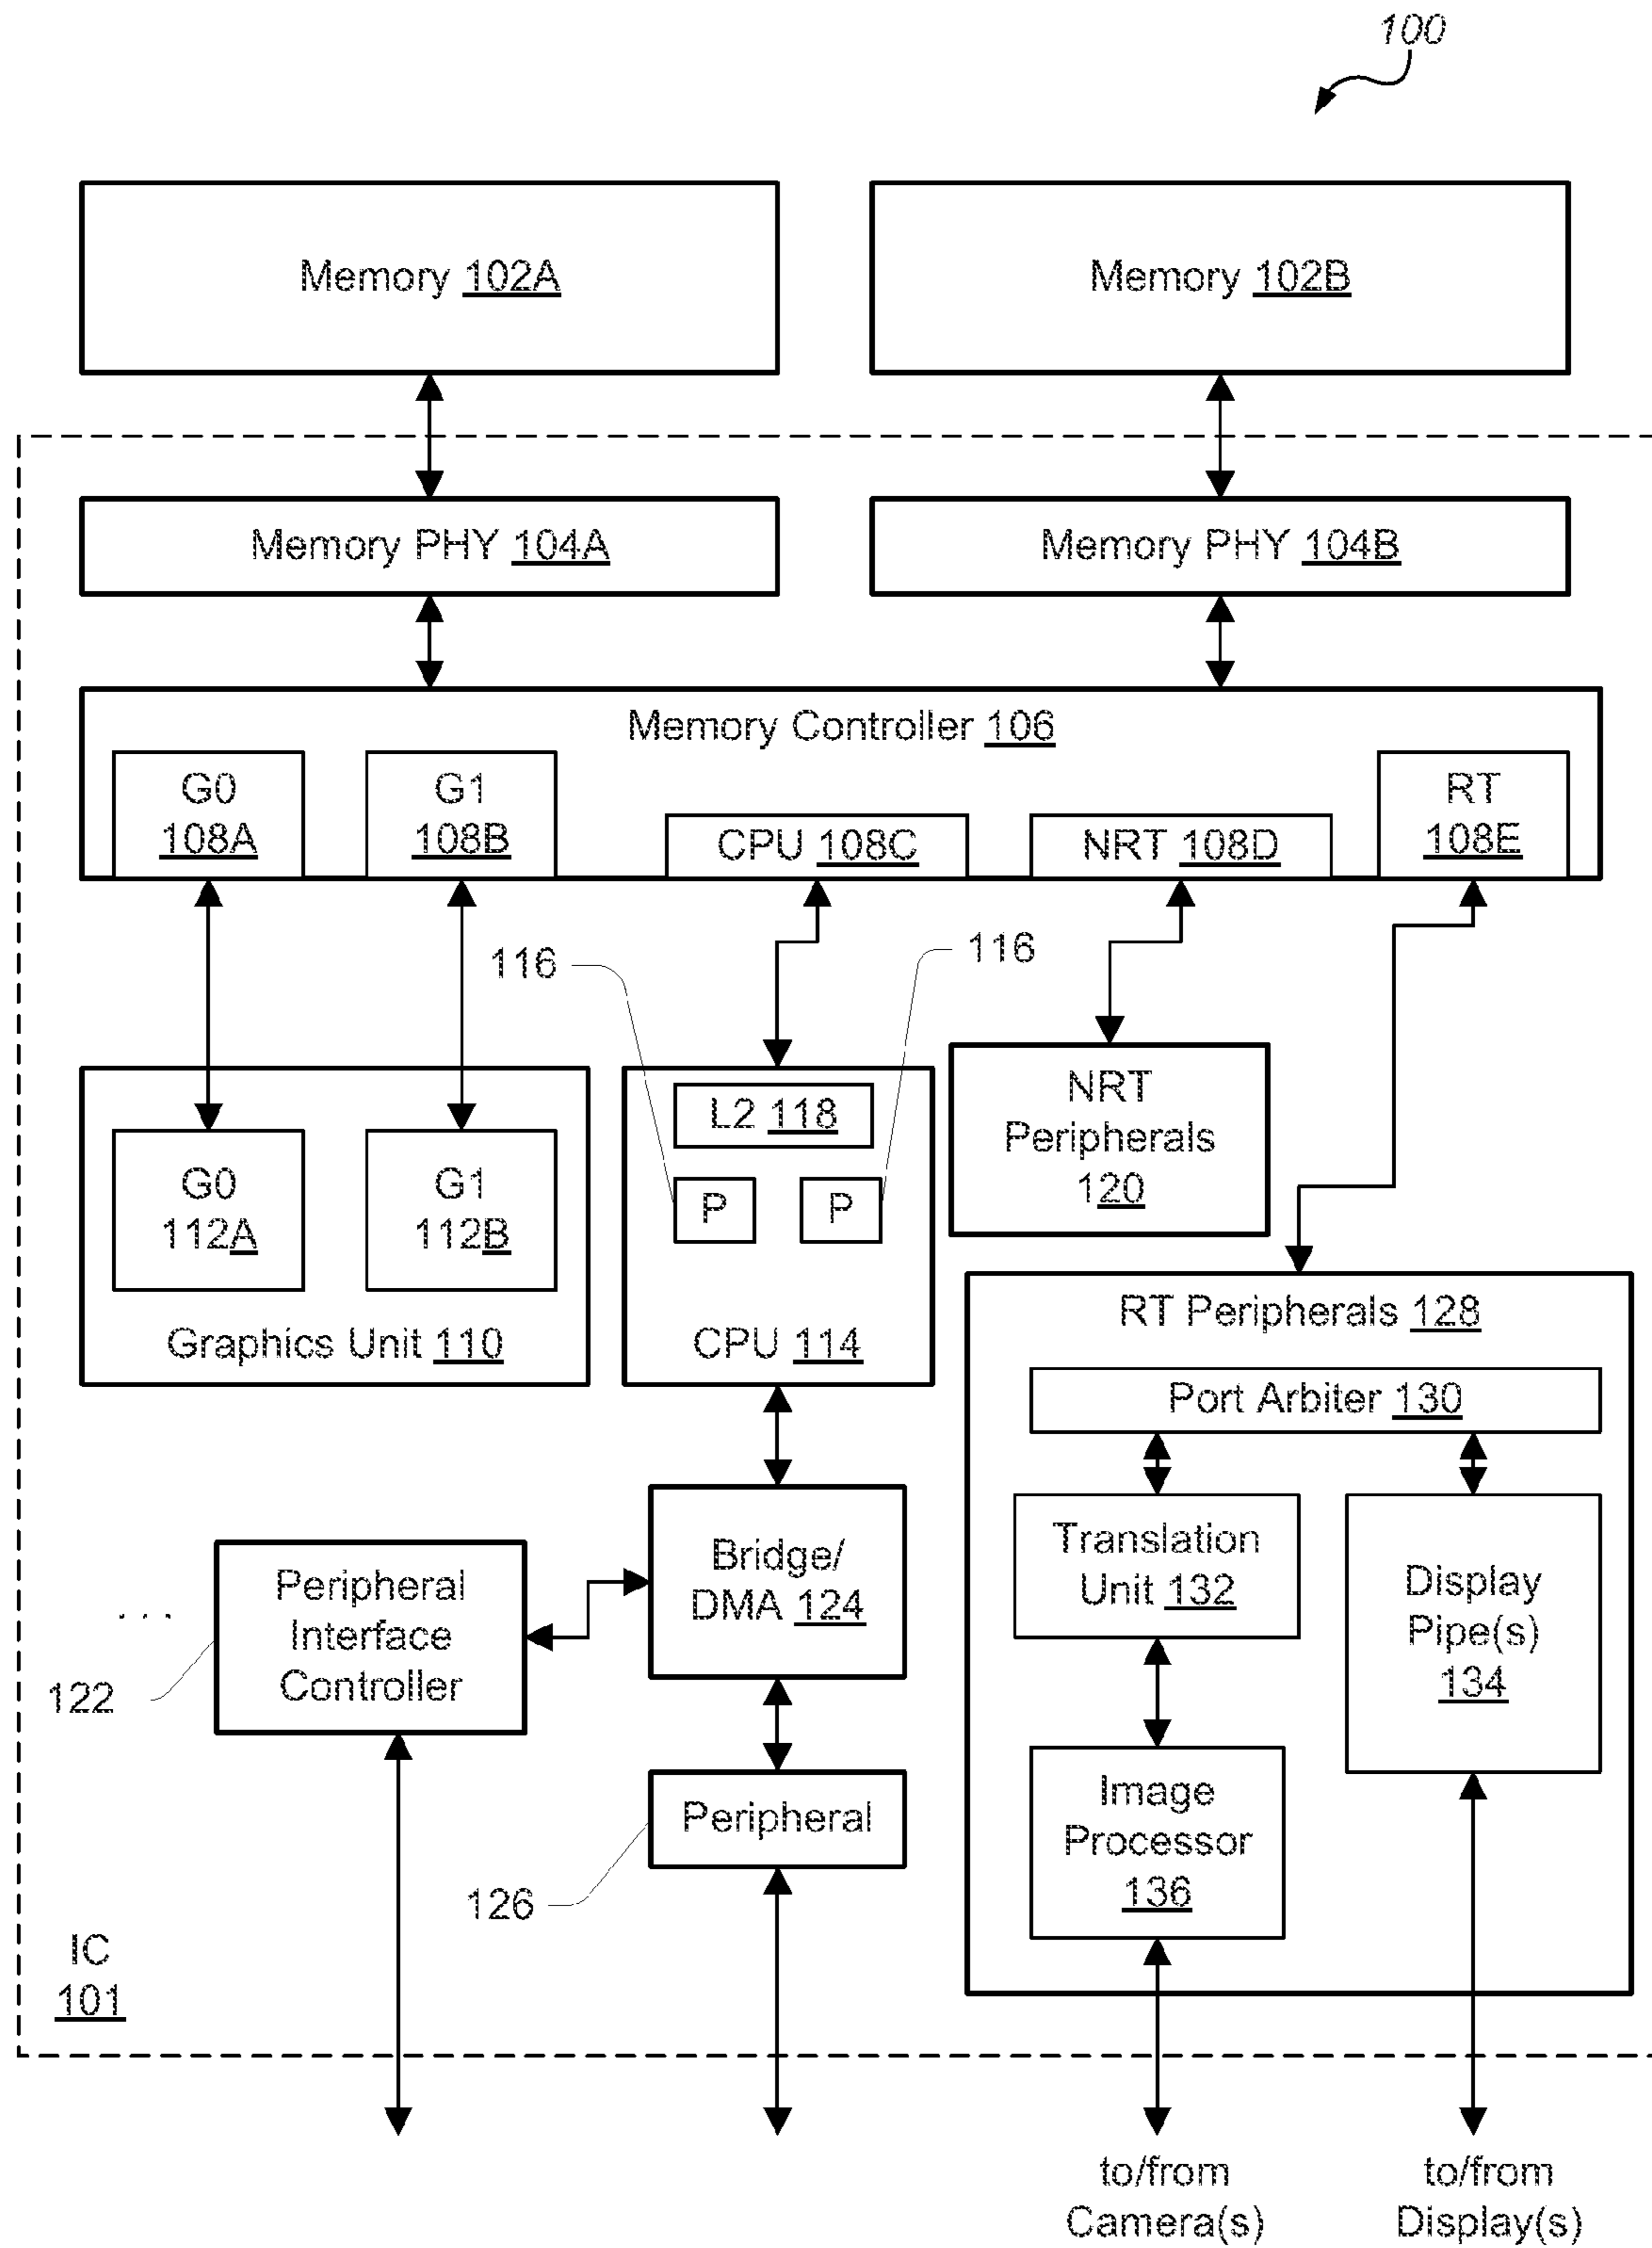 100
Memory 102A
Memory 102B
Memory PHY 104A
Memory PHY 104B
Memory Controller 106
G0
108A
G1
108B
CPU 108C
NRT 108D
RT
108E
116
116
L2 118
P
P
CPU 114
G0
112A
G1
112B
Graphics Unit 110
NRT
Peripherals
120
RT Peripherals 128
Port Arbiter 130
Translation
Unit 132
Display
Pipe(s)
134
Image
Processor
136
Bridge/
DMA 124
Peripheral
Interface
Controller
. . .
122
Peripheral
126
IC
101
to/from
Camera(s)
to/from
Display(s)